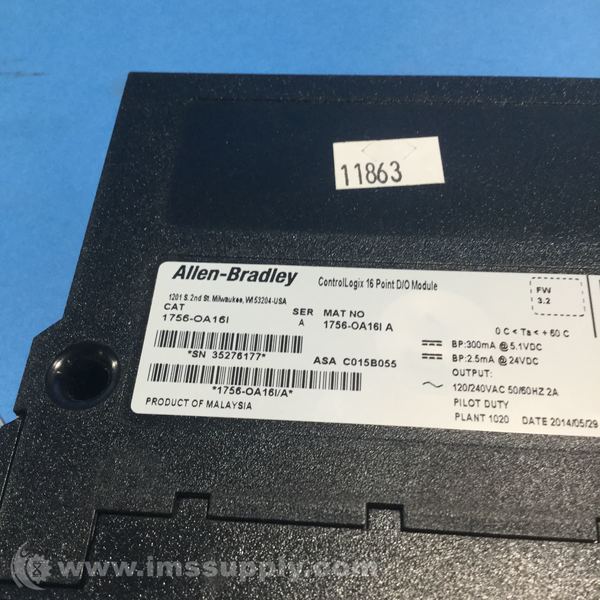 11863
Allen-Bradley
ControlLogix 16 Point D/O Module
FW
3.2
1201 S. 2nd St. Milwaukee, WI 53204-USA
CAT
SER
MAT NO
1756-OA16I
A
1756-OA16I A
0 C < Ta < + 60 C
BP:300mA @ 5.1VDC
*SN 35276177*
ASA C015B055
BP:2.5mA @ 24VDC
OUTPUT:
120/240VAC 50/60HZ 2A
*1756-OA16I/A*
PILOT DUTY
PRODUCT OF MALAYSIA
PLANT 1020 DATE 2014/05/29
www.imssupply.com